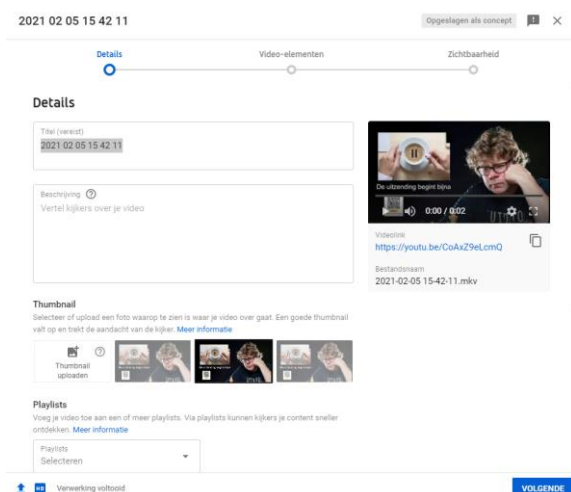 2021 02 05 15 42 11
Opgeslagen als concept
Details
Video-elementen
Zichtbaarheid
Details
Titel (vereist)
2021 02 05 15 42 11
Beschrijving
Vertel kijkers over je video
De uitzending begint bijna
0:00 / 0:02
Videolink
https://youtu.be/CoAxZ9eLcmQ
Bestandsnaam
2021-02-05 15-42-11.mkv
Thumbnail
Selecteer of upload een foto waarop te zien is waar je video over gaat. Een goede thumbnail
valt op en trekt de aandacht van de kijker. Meer informatie
Thumbnail
uploaden
Playlists
Voeg je video toe aan een of meer playlists. Via playlists kunnen kijkers je content sneller
ontdekken. Meer informatie
Playlists
Selecteren
Verwerking voltooid
VOLGENDE